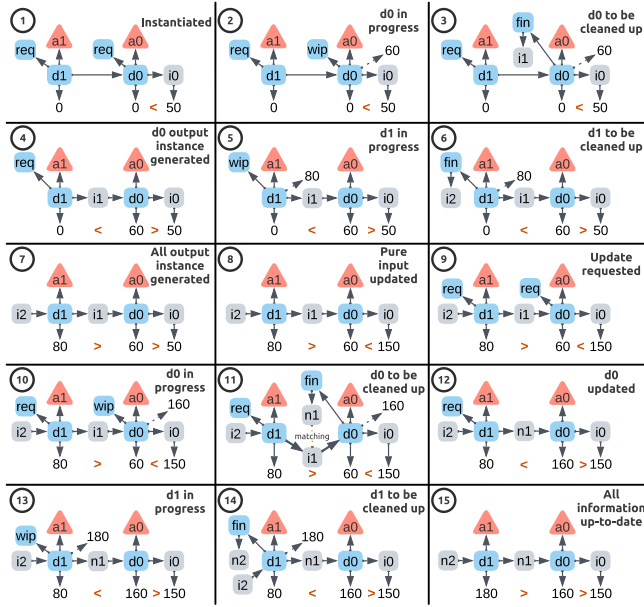 1 Instantiated
req a1 req a0
d1 d0 i0
0 0 < 50
2 d0 in
progress
req a1 wip a0 60
d1 d0 i0
0 0 < 50
3 d0 to be
cleaned up
fin
req a1 i1 a0 60
d1 d0 i0
0 0 < 50
4 d0 output
instance
generated
req a1 a0
d1 i1 d0 i0
0 < 60 > 50
5 d1 in
progress
wip a1 80 a0
d1 i1 d0 i0
0 < 60 > 50
6 d1 to be
cleaned up
fin a1 80 a0
i2 d1 i1 d0 i0
0 < 60 > 50
7 All output
instance
generated
a1 a0
i2 d1 i1 d0 i0
80 > 60 > 50
8 Pure
input
updated
a1 a0
i2 d1 i1 d0 i0
80 > 60 < 150
9 Update
requested
req a1 req a0
i2 d1 i1 d0 i0
80 > 60 < 150
10 d0 in
progress
req a1 wip a0 160
i2 d1 i1 d0 i0
80 > 60 < 150
11 d0 to be
cleaned up
fin
req a1 n1 a0 160
i2 d1 matching d0 i0
i1
80 > 60 < 150
12 d0
updated
req a1 a0
i2 d1 n1 d0 i0
80 < 160 > 150
13 d1 in
progress
wip a1 180 a0
i2 d1 n1 d0 i0
80 < 160 > 150
14 d1 to be
cleaned up
fin a1 180 a0
n2 d1 n1 d0 i0
i2
80 < 160 > 150
15 All
information
up-to-date
a1 a0
n2 d1 n1 d0 i0
180 > 160 > 150